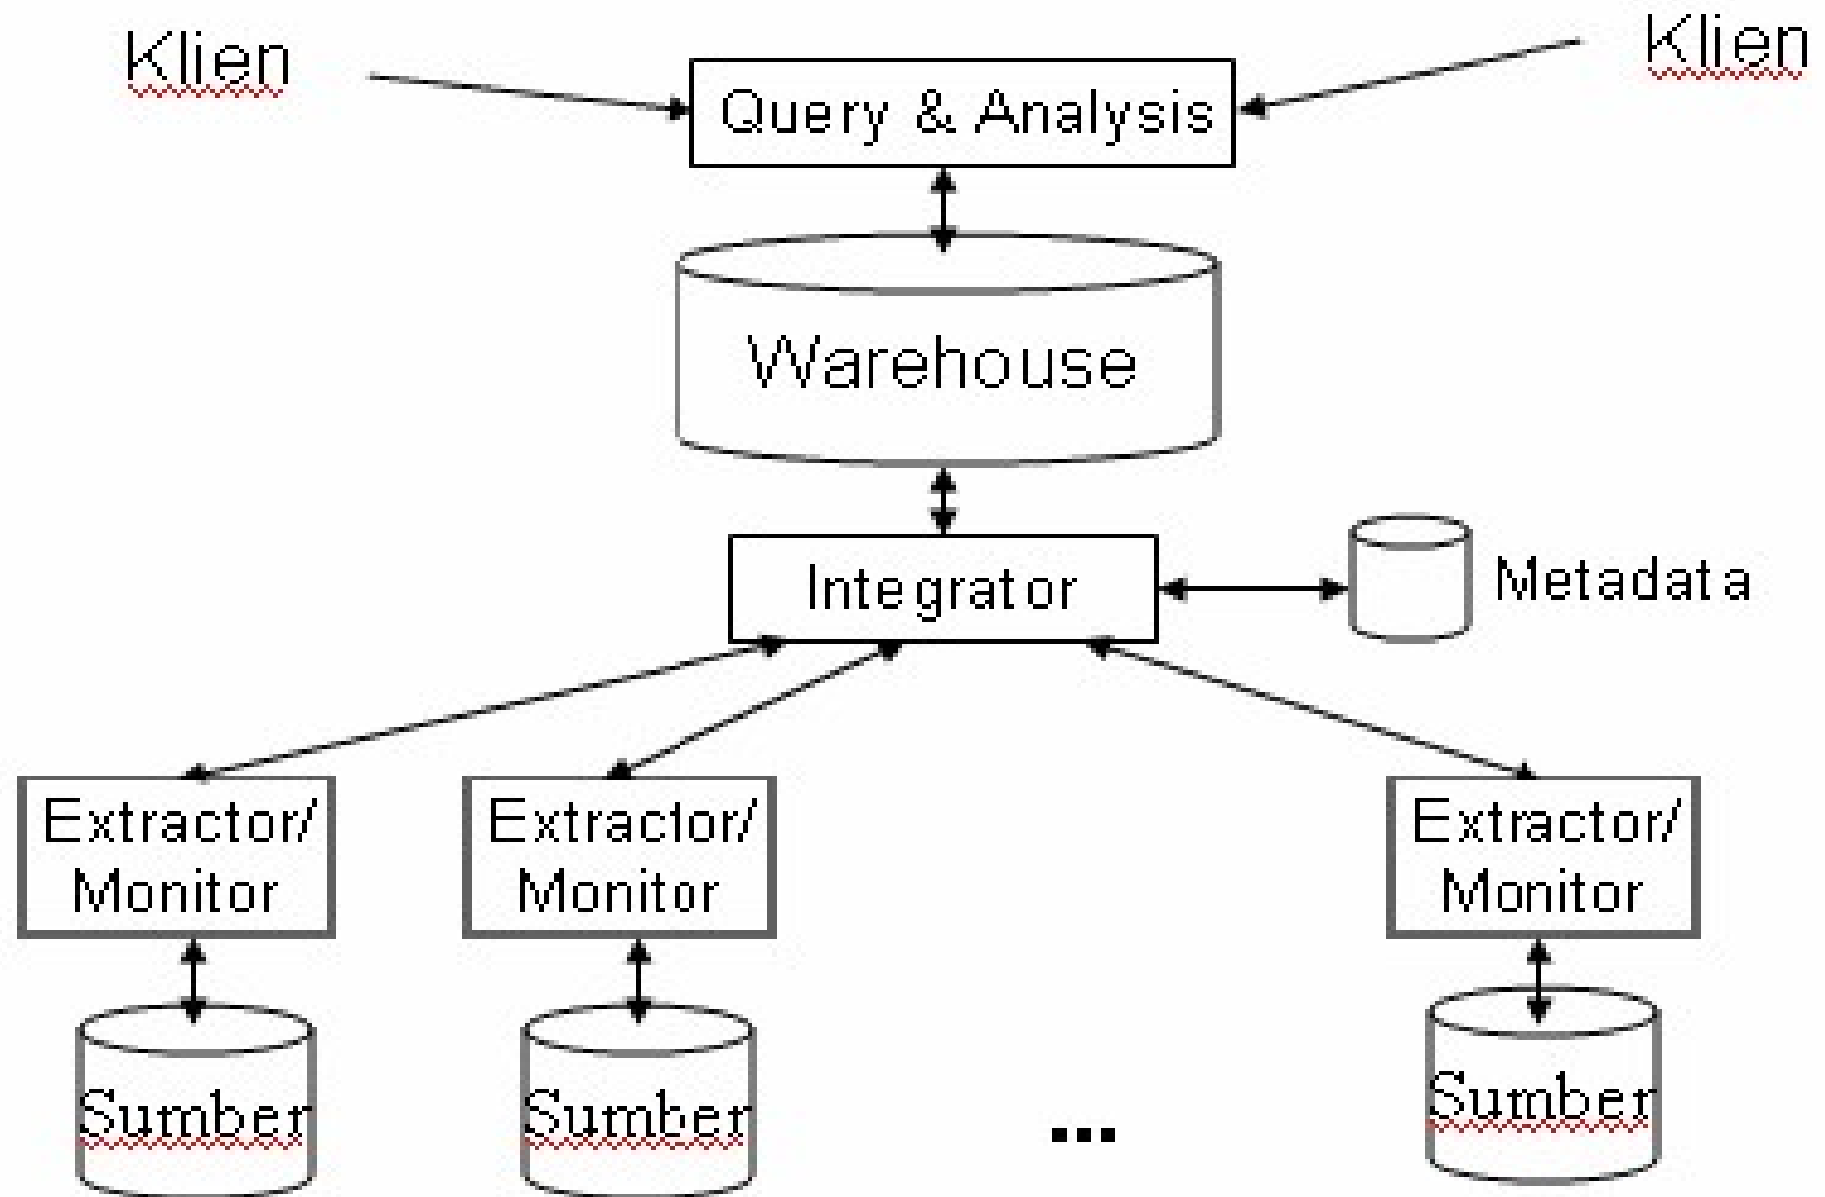 Klien
Klien
Query & Analysis
Warehouse
Integrator
Metadata
Extractor/
Monitor
Extractor/
Monitor
Extractor/
Monitor
Sumber
Sumber
...
Sumber